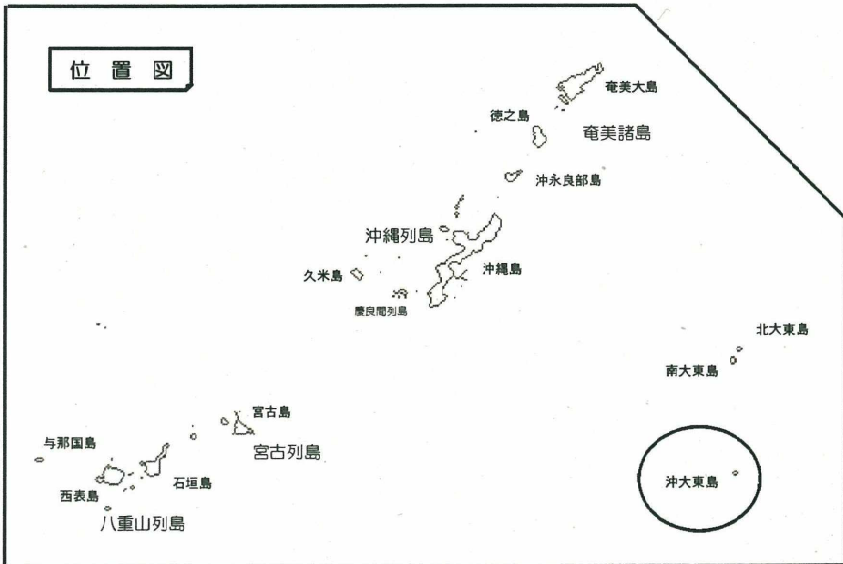 位置図
奄美大島
徳之島
奄美諸島
沖永良部島
沖縄列島
久米島
沖縄島
慶良間列島
北大東島
南大東島
宮古島
与那国島
宮古列島
沖大東島
石垣島
西表島
八重山列島